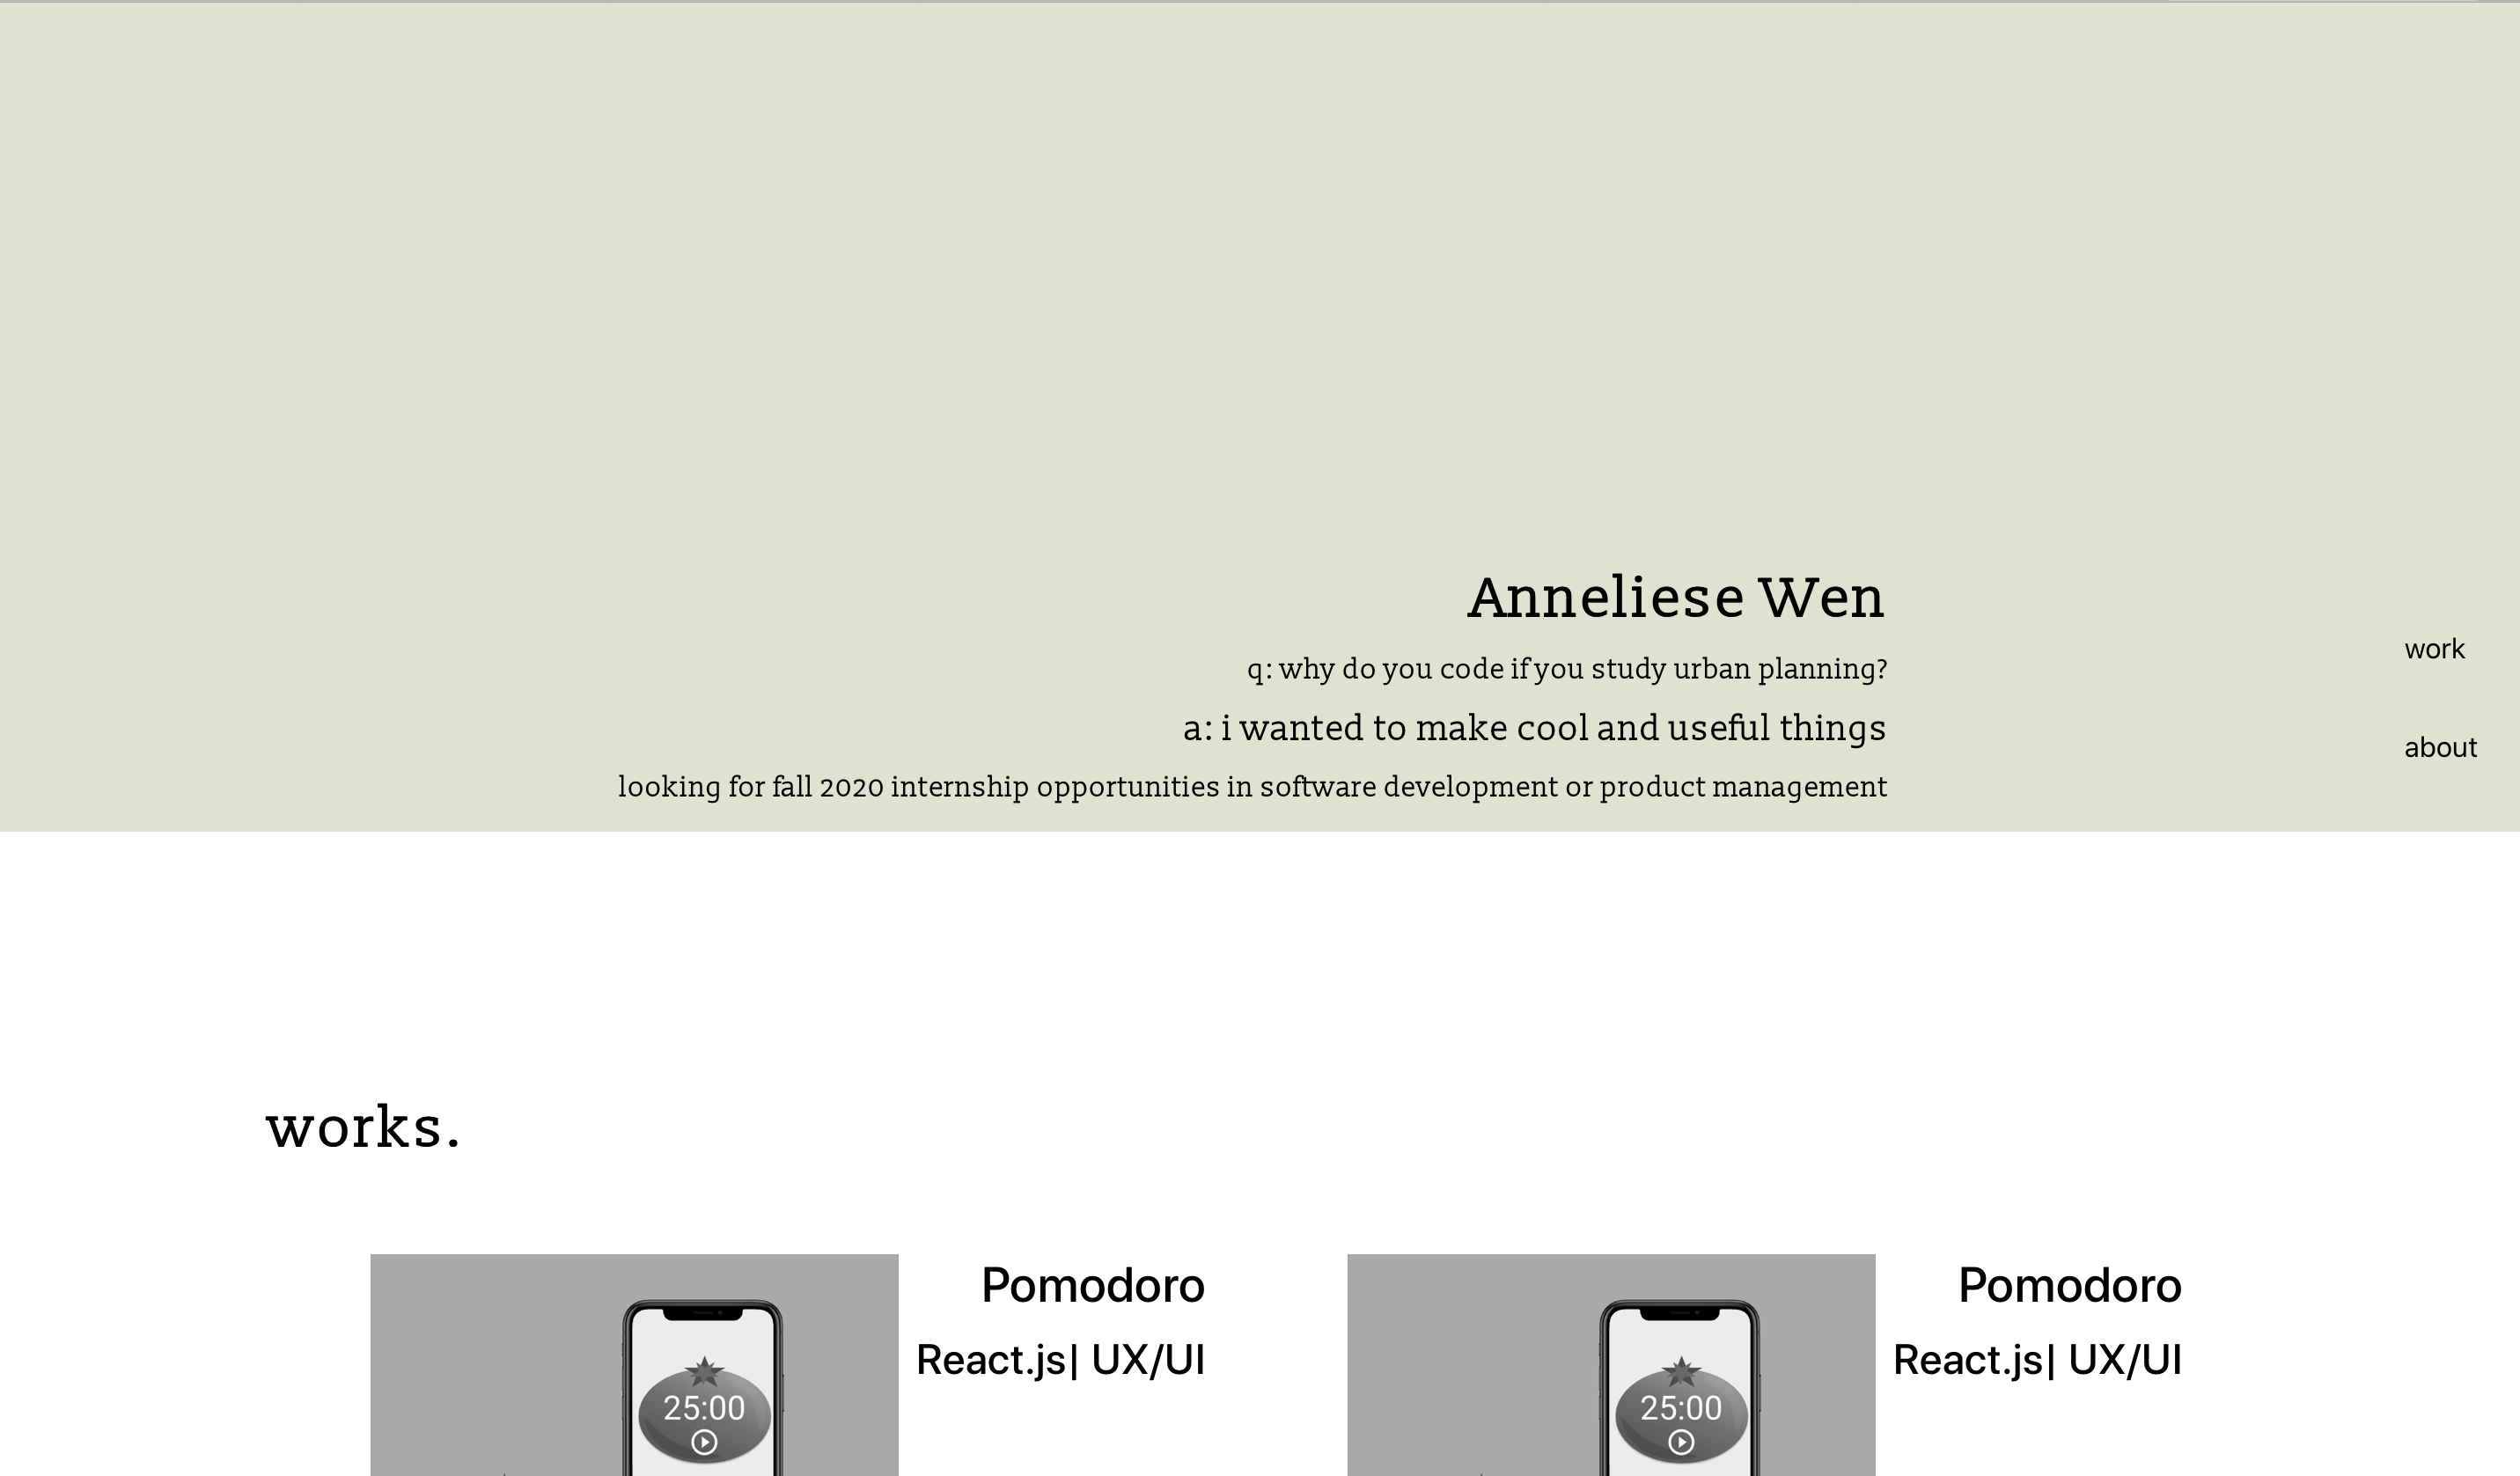 Anneliese Wen
q: why do you code if you study urban planning?
work
a: i wanted to make cool and useful things
about
looking for fall 2020 internship opportunities in software development or product management
works.
Pomodoro
React.js| UX/UI
25:00
Pomodoro
React.js| UX/UI
25:00